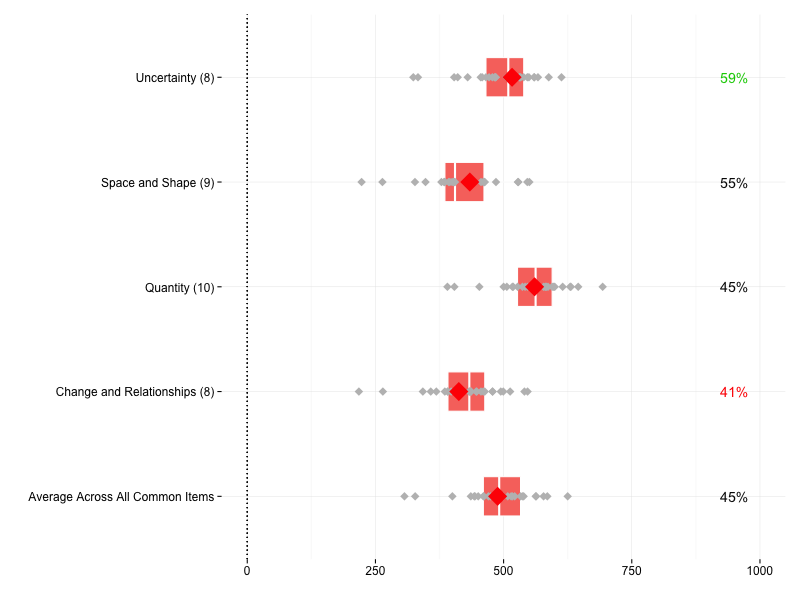 Uncertainty (8) 59%
Space and Shape (9) 55%
Quantity (10) 45%
Change and Relationships (8) 41%
Average Across All Common Items 45%
0 250 500 750 1000